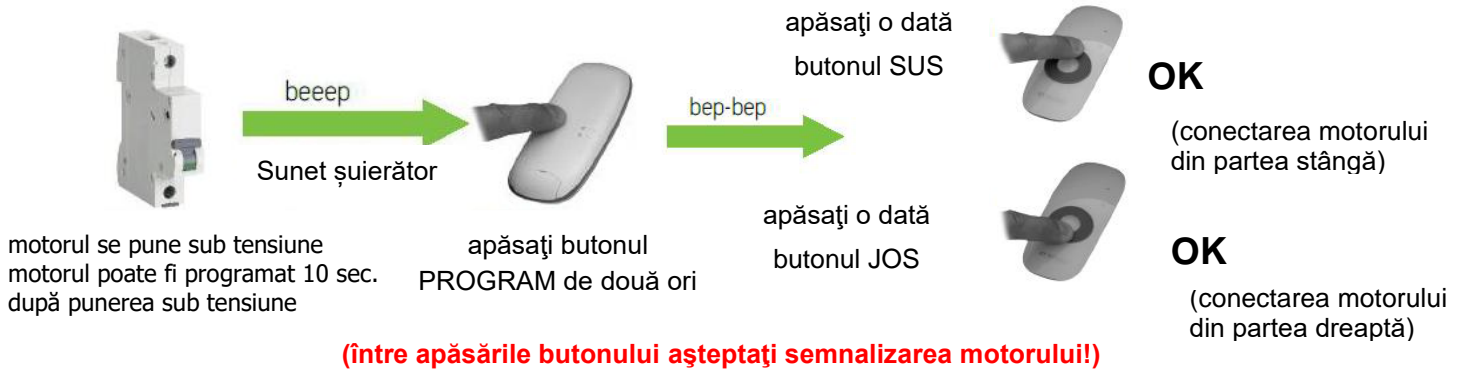 beeep
Sunet șuierător
motorul se pune sub tensiune
motorul poate fi programat 10 sec.
după punerea sub tensiune
apăsaţi butonul
PROGRAM de două ori
bep-bep
apăsaţi o dată
butonul SUS
OK
(conectarea motorului
din partea stângă)
apăsaţi o dată
butonul JOS
OK
(conectarea motorului
din partea dreaptă)
(între apăsările butonului aşteptaţi semnalizarea motorului!)